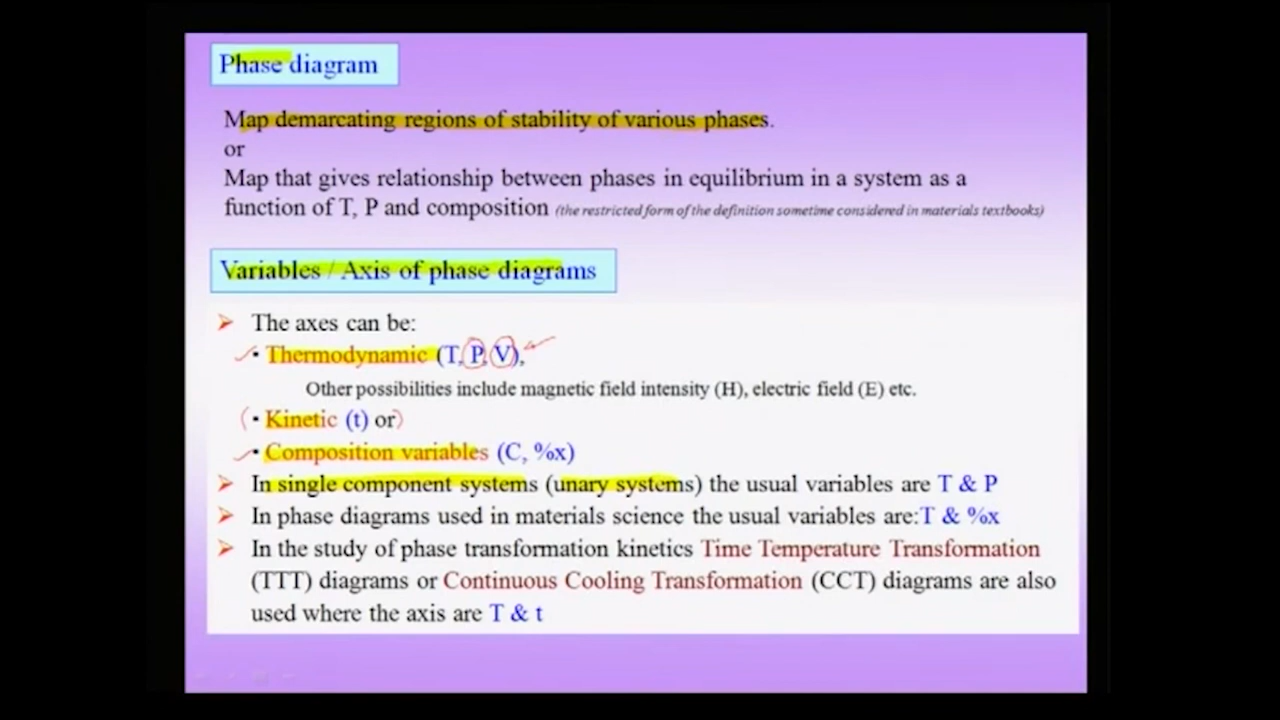 Phase diagram
Map demarcating regions of stability of various phases.
or
Map that gives relationship between phases in equilibrium in a system as a
function of T, P and composition (the restricted form of the definition sometime considered in materials textbooks)
Variables / Axis of phase diagrams
➢ The axes can be:
• Thermodynamic (T, P, V),
Other possibilities include magnetic field intensity (H), electric field (E) etc.
• Kinetic (t) or
• Composition variables (C, %x)
➢ In single component systems (unary systems) the usual variables are T & P
➢ In phase diagrams used in materials science the usual variables are:T & %x
➢ In the study of phase transformation kinetics Time Temperature Transformation
(TTT) diagrams or Continuous Cooling Transformation (CCT) diagrams are also
used where the axis are T & t